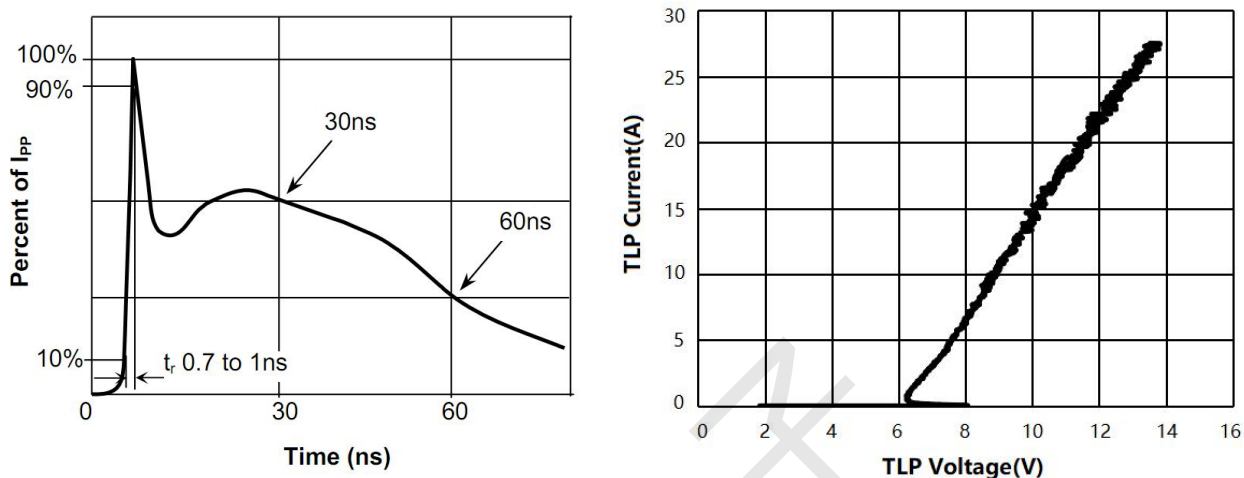 100%
90%
Percent of IPP
30ns
60ns
10%
tr 0.7 to 1ns
0
30
60
Time (ns)
30
25
20
15
10
5
0
TLP Current(A)
0 2 4 6 8 10 12 14 16
TLP Voltage(V)